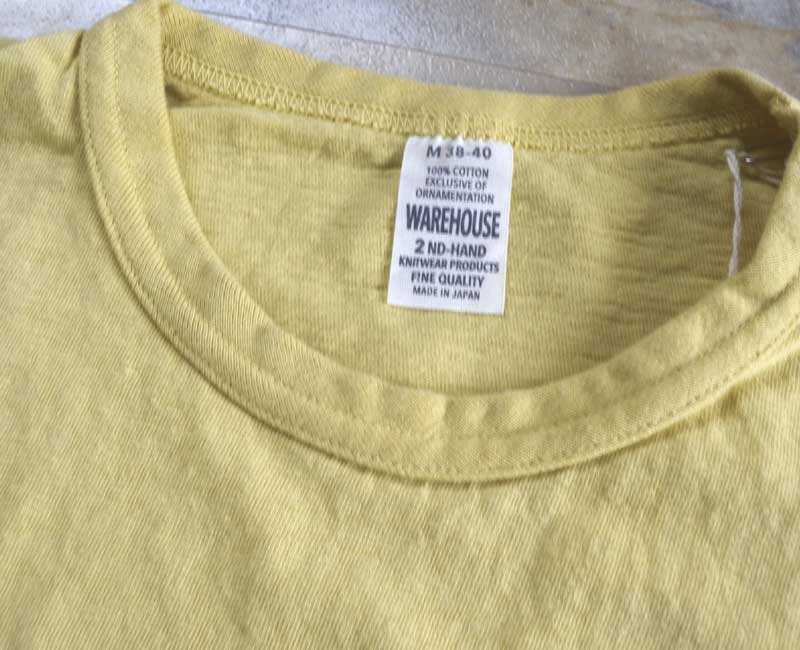 M 38-40
100% COTTON
EXCLUSIVE OF
ORNAMENTATION
WAREHOUSE
2 ND-HAND
KNITWEAR PRODUCTS
FINE QUALITY
MADE IN JAPAN